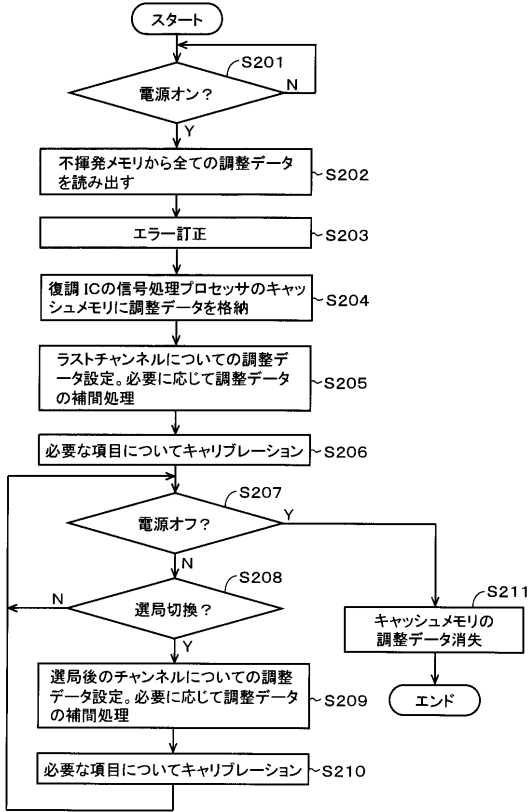 スタート
S201
電源オン？
N
Y
不揮発メモリから全ての調整データ
を読み出す
S202
エラー訂正
S203
復調ICの信号処理プロセッサのキャッ
シュメモリに調整データを格納
S204
ラストチャンネルについての調整デ
ータ設定。必要に応じて調整データ
の補間処理
S205
必要な項目についてキャリブレーション
S206
S207
電源オフ？
Y
N
S208
選局切換？
N
Y
S211
キャッシュメモリの
調整データ消失
エンド
選局後のチャンネルについての調整
データ設定。必要に応じて調整データ
の補間処理
S209
必要な項目についてキャリブレーション
S210